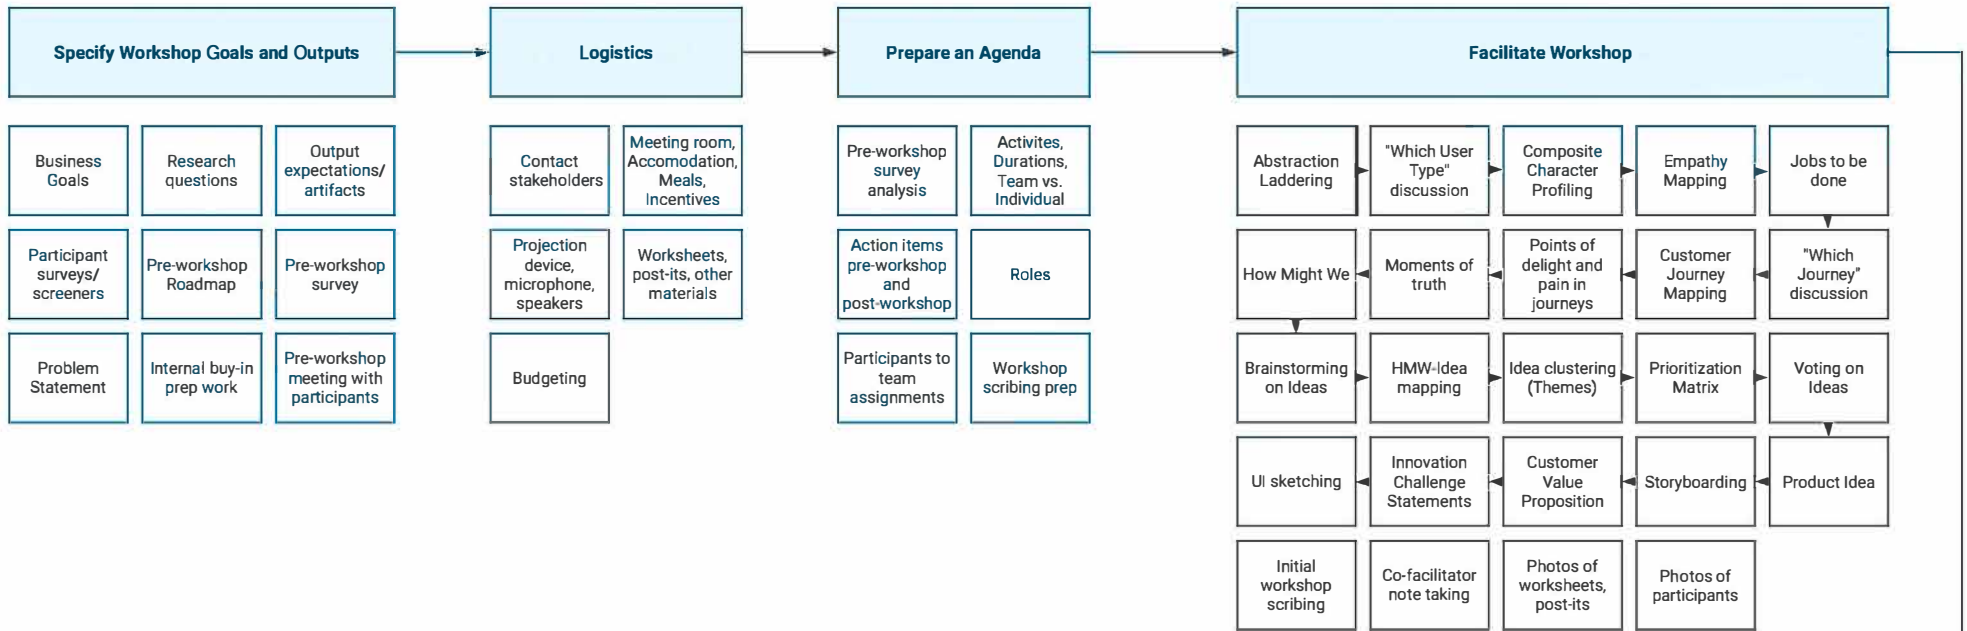 Specify Workshop Goals and Outputs
Logistics
Prepare an Agenda
Facilitate Workshop
Business
Goals
Research
questions
Output
expectations/
artifacts
Participant
surveys/
screeners
Pre-workshop
Roadmap
Pre-workshop
survey
Problem
Statement
Internal buy-in
prep work
Pre-workshop
meeting with
participants
Contact
stakeholders
Meeting room,
Accomodation,
Meals,
Incentives
Projection
device,
microphone,
speakers
Worksheets,
post-its, other
materials
Budgeting
Pre-workshop
survey
analysis
Activites,
Durations,
Team vs.
Individual
Action items
pre-workshop
and
post-workshop
Roles
Participants to
team
assignments
Workshop
scribing prep
Abstraction
Laddering
"Which User
Type"
discussion
Composite
Character
Profiling
Empathy
Mapping
Jobs to be
done
How Might We
Moments of
truth
Points of
delight and
pain in
journeys
Customer
Journey
Mapping
"Which
Journey"
discussion
Brainstorming
on Ideas
HMW-Idea
mapping
Idea clustering
(Themes)
Prioritization
Matrix
Voting on
Ideas
UI sketching
Innovation
Challenge
Statements
Customer
Value
Proposition
Storyboarding
Product Idea
Initial
workshop
scribing
Co-facilitator
note taking
Photos of
worksheets,
post-its
Photos of
participants